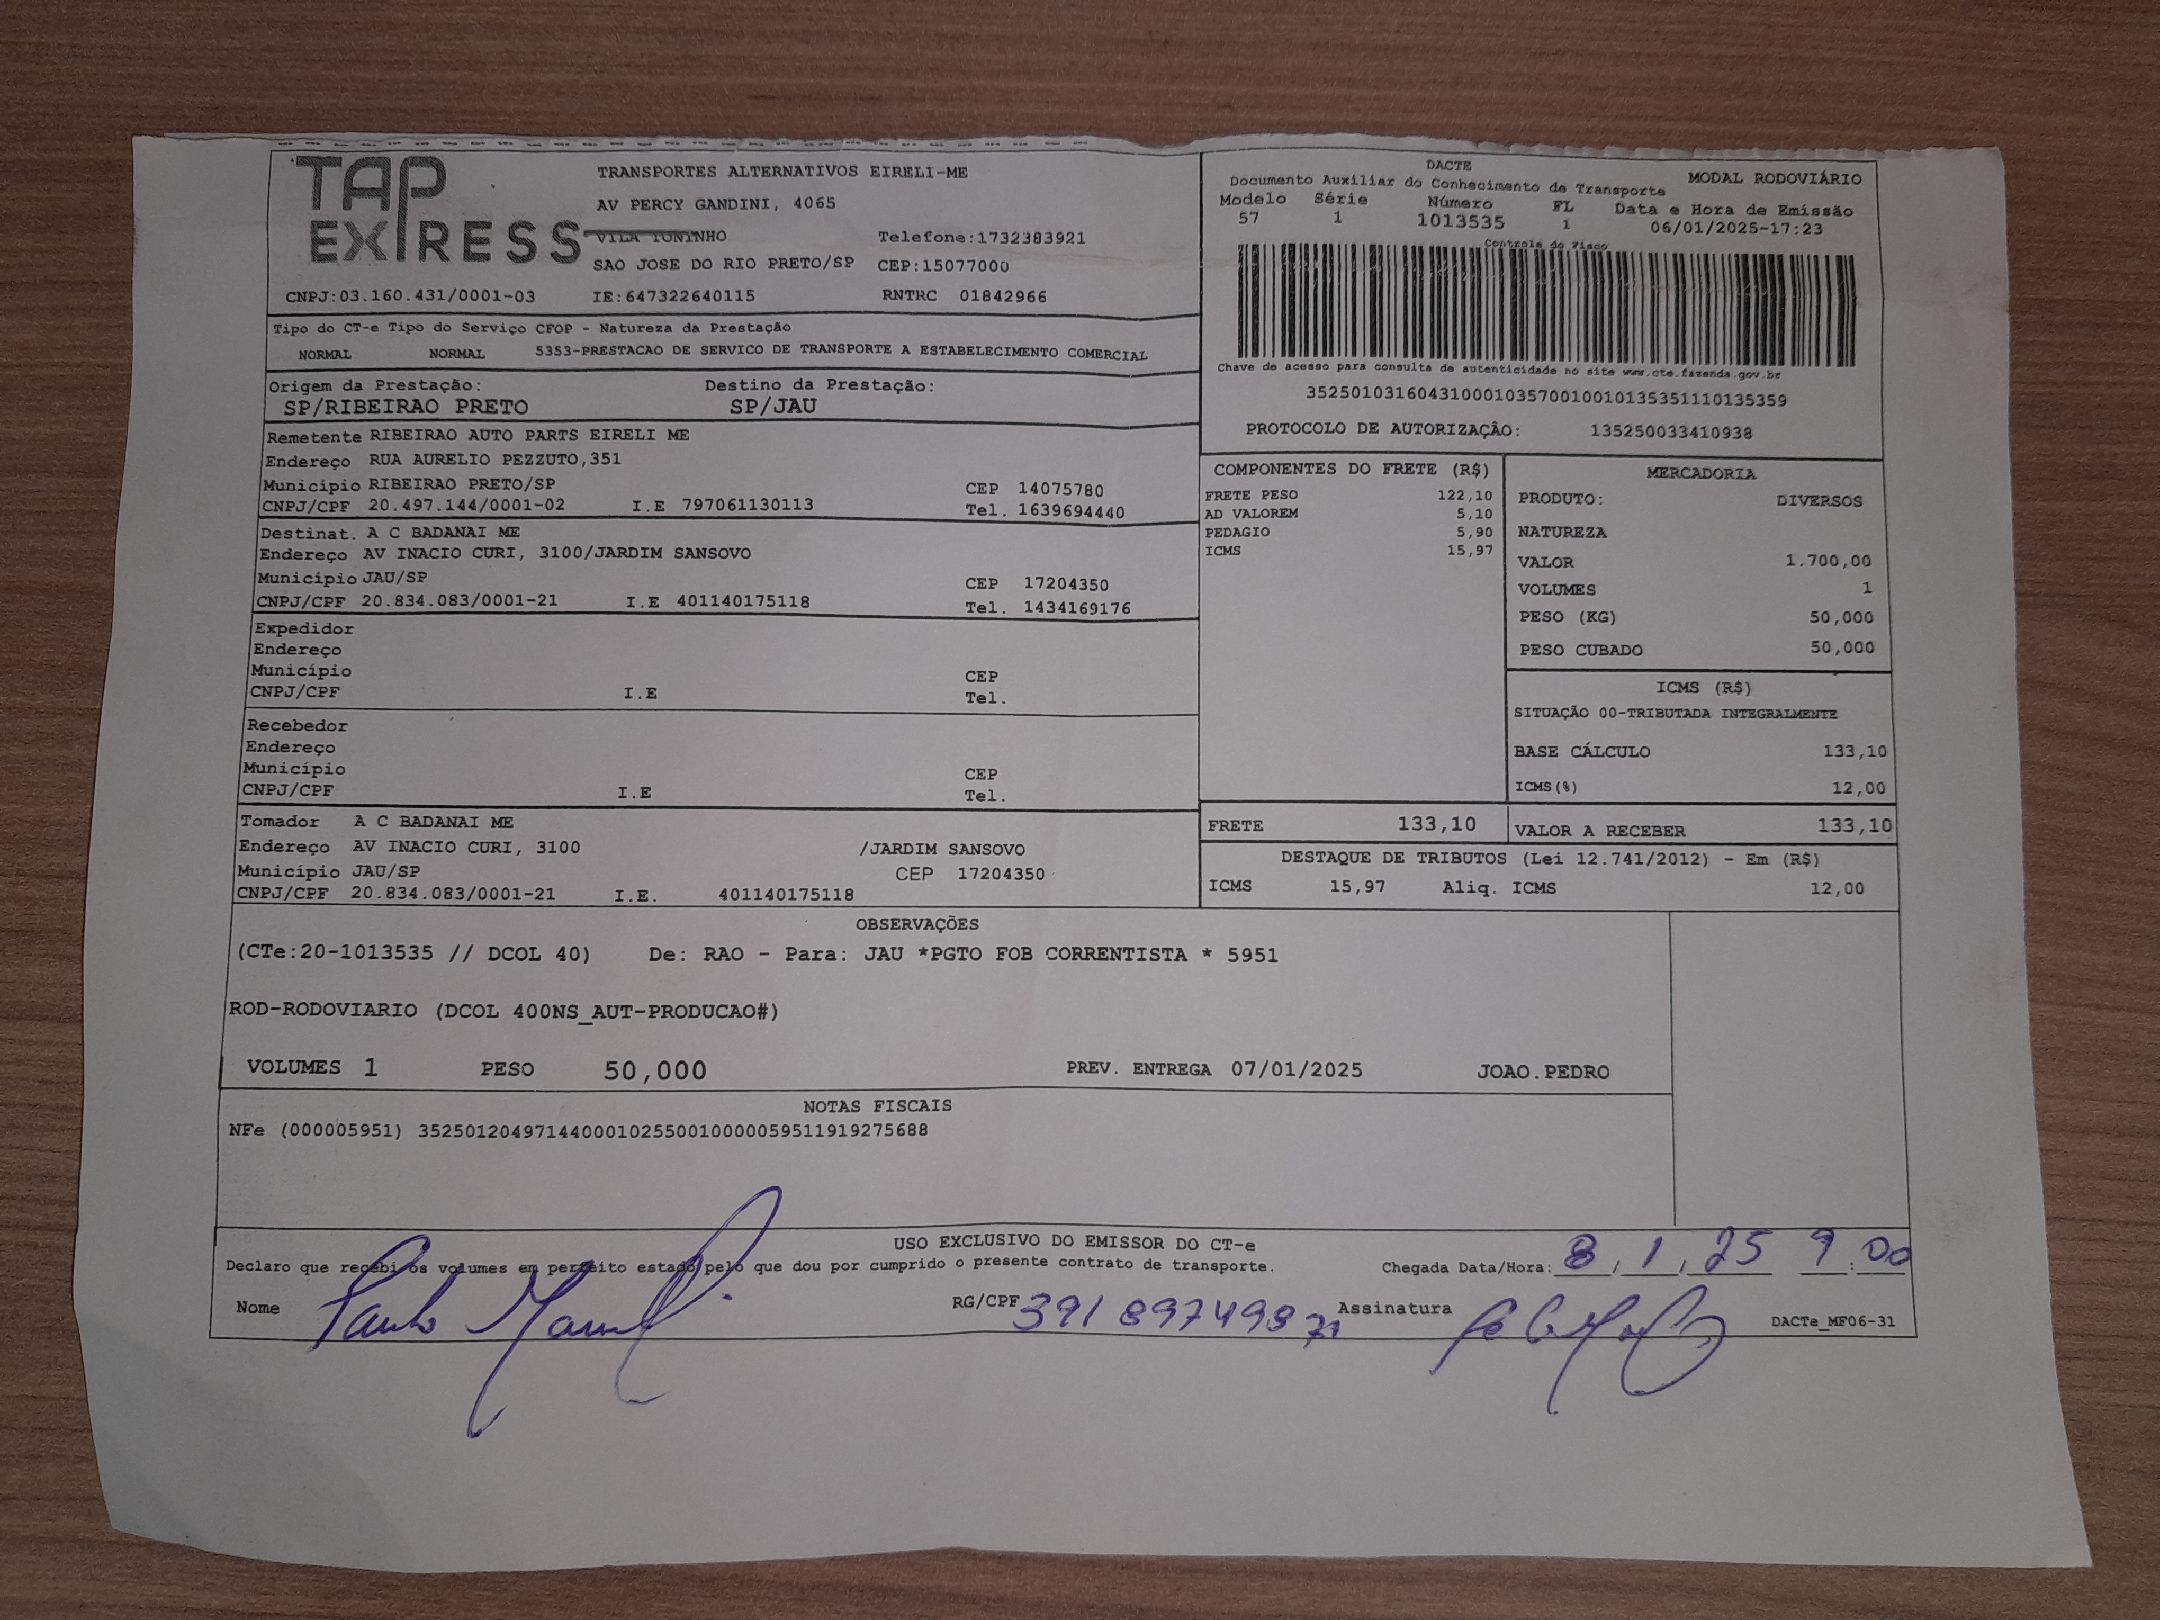 TAP EXPRESS
TRANSPORTES ALTERNATIVOS EIRELI-ME
AV PERCY GANDINI, 4065
VILA TONINHO Telefone:1732383921
SAO JOSE DO RIO PRETO/SP CEP:15077000
CNPJ:03.160.431/0001-03 IE:647322640115 RNTRC 01842966
DACTE
Documento Auxiliar do Conhecimento de Transporte MODAL RODOVIÁRIO
Modelo Série Número FL Data e Hora de Emissão
57 1 1013535 1 06/01/2025-17:23
Controle do Fisco
Chave de acesso para consulta de autenticidade no site www.cte.fazenda.gov.br
35250103160431000103570010010135351110135359
PROTOCOLO DE AUTORIZAÇÃO: 135250033410938
Tipo do CT-e Tipo do Serviço CFOP - Natureza da Prestação
NORMAL NORMAL 5353-PRESTACAO DE SERVICO DE TRANSPORTE A ESTABELECIMENTO COMERCIAL
Origem da Prestação: Destino da Prestação:
SP/RIBEIRAO PRETO SP/JAU
Remetente RIBEIRAO AUTO PARTS EIRELI ME
Endereço RUA AURELIO PEZZUTO,351
Município RIBEIRAO PRETO/SP CEP 14075780
CNPJ/CPF 20.497.144/0001-02 I.E 797061130113 Tel. 1639694440
Destinat. A C BADANAI ME
Endereço AV INACIO CURI, 3100/JARDIM SANSOVO
Município JAU/SP CEP 17204350
CNPJ/CPF 20.834.083/0001-21 I.E 401140175118 Tel. 1434169176
Expedidor
Endereço
Município CEP
CNPJ/CPF I.E Tel.
Recebedor
Endereço
Município CEP
CNPJ/CPF I.E Tel.
Tomador A C BADANAI ME
Endereço AV INACIO CURI, 3100 /JARDIM SANSOVO
Município JAU/SP CEP 17204350
CNPJ/CPF 20.834.083/0001-21 I.E. 401140175118
COMPONENTES DO FRETE (R$)
FRETE PESO 122,10
AD VALOREM 5,10
PEDAGIO 5,90
ICMS 15,97
MERCADORIA
PRODUTO: DIVERSOS
NATUREZA
VALOR 1.700,00
VOLUMES 1
PESO (KG) 50,000
PESO CUBADO 50,000
ICMS (R$)
SITUAÇÃO 00-TRIBUTADA INTEGRALMENTE
BASE CÁLCULO 133,10
ICMS(%) 12,00
FRETE 133,10 VALOR A RECEBER 133,10
DESTAQUE DE TRIBUTOS (Lei 12.741/2012) - Em (R$)
ICMS 15,97 Aliq. ICMS 12,00
OBSERVAÇÕES
(CTe:20-1013535 // DCOL 40) De: RAO - Para: JAU *PGTO FOB CORRENTISTA * 5951
ROD-RODOVIARIO (DCOL 400NS_AUT-PRODUCAO#)
VOLUMES 1 PESO 50,000 PREV. ENTREGA 07/01/2025 JOAO.PEDRO
NOTAS FISCAIS
NFe (000005951) 35250120497144000102550010000059511919275688
USO EXCLUSIVO DO EMISSOR DO CT-e
Declaro que recebi os volumes em perfeito estado pelo que dou por cumprido o presente contrato de transporte. Chegada Data/Hora: 8/1/25 9:00
Nome Paulo RG/CPF 39189749871 Assinatura DACTe_MF06-31